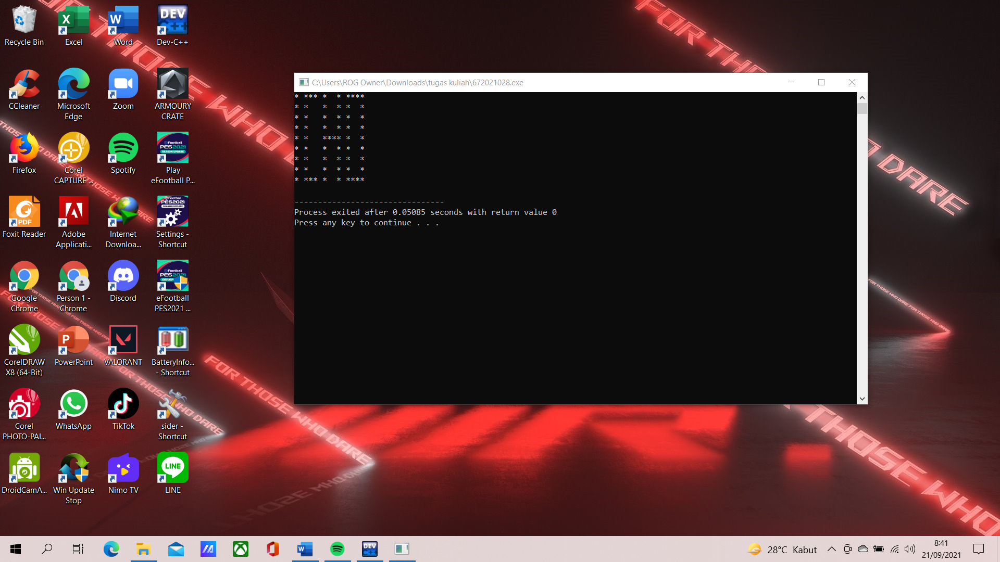 Recycle Bin
Excel
Word
Dev-C++
CCleaner
Microsoft Edge
Zoom
ARMOURY CRATE
Firefox
Corel CAPTURE ...
Spotify
Play eFootball P...
Foxit Reader
Adobe Applicati...
Internet Downloa...
Settings - Shortcut
Google Chrome
Person 1 - Chrome
Discord
eFootball PES2021 ...
CorelDRAW X8 (64-Bit)
PowerPoint
VALORANT
BatteryInfo... - Shortcut
Corel PHOTO-PAI...
WhatsApp
TikTok
sider - Shortcut
DroidCamA...
Win Update Stop
Nimo TV
LINE
C:\Users\ROG Owner\Downloads\tugas kuliah\672021028.exe
* *** *  * ****
* *   *  * *  *
* *   *  * *  *
* *   *  * *  *
* *   **** *  *
* *   *  * *  *
* *   *  * *  *
* *   *  * *  *
* *** *  * ****
--------------------------------
Process exited after 0.05085 seconds with return value 0
Press any key to continue . . .
FOR THOSE WHO DARE
28°C Kabut
8:41
21/09/2021